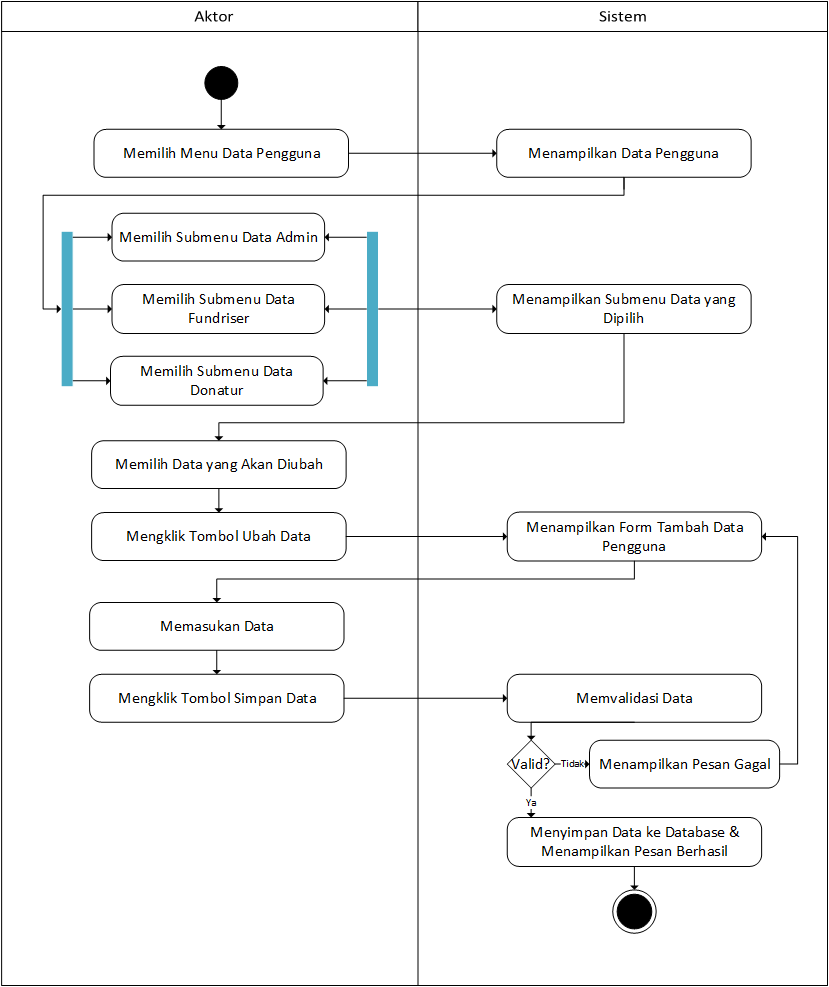 Aktor
Sistem
Memilih Menu Data Pengguna
Menampilkan Data Pengguna
Memilih Submenu Data Admin
Memilih Submenu Data
Fundriser
Menampilkan Submenu Data yang
Dipilih
Memilih Submenu Data
Donatur
Memilih Data yang Akan Diubah
Mengklik Tombol Ubah Data
Menampilkan Form Tambah Data
Pengguna
Memasukan Data
Mengklik Tombol Simpan Data
Memvalidasi Data
Valid?
Tidak
Menampilkan Pesan Gagal
Ya
Menyimpan Data ke Database &
Menampilkan Pesan Berhasil